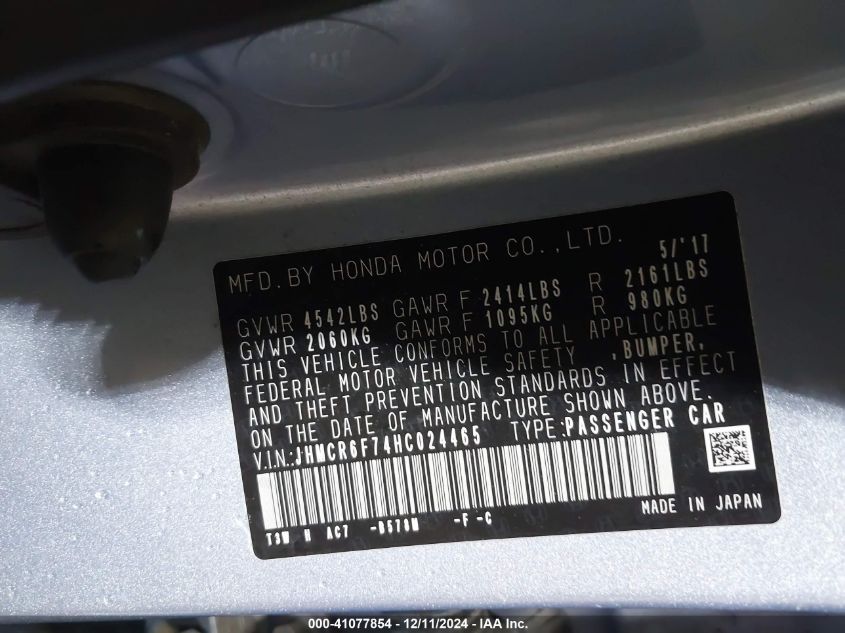 MFD.BY HONDA MOTOR CO.,LTD. 5/'17
GVWR 4542LBS GAWR F 2414LBS R 2161LBS
GVWR 2060KG GAWR F 1095KG R 980KG
THIS VEHICLE CONFORMS TO ALL APPLICABLE
FEDERAL MOTOR VEHICLE SAFETY ,BUMPER,
AND THEFT PREVENTION STANDARDS IN EFFECT
ON THE DATE OF MANUFACTURE SHOWN ABOVE.
V.I.N.:JHMCR6F74HC024465 TYPE:PASSENGER CAR
MADE IN JAPAN
AC7 -B578M -F -C
000-41077854 - 12/11/2024 - IAA Inc.